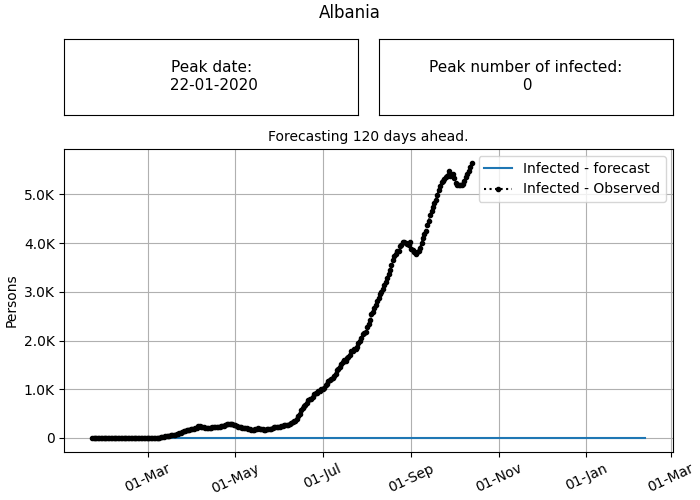 Albania
Peak date:
22-01-2020
Peak number of infected:
0
Forecasting 120 days ahead.
Infected - forecast
Infected - Observed
Persons
5.0K
4.0K
3.0K
2.0K
1.0K
0
01-Mar
01-May
01-Jul
01-Sep
01-Nov
01-Jan
01-Mar